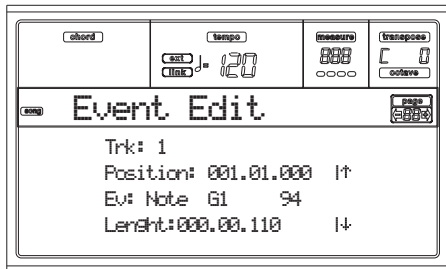 chord tempo measure transpose
ext
link ♩= 120 888 C 0
octave
song Event Edit page
88
Trk: 1
Position: 001.01.000
Ev: Note G1 94
Lenght:000.00.110